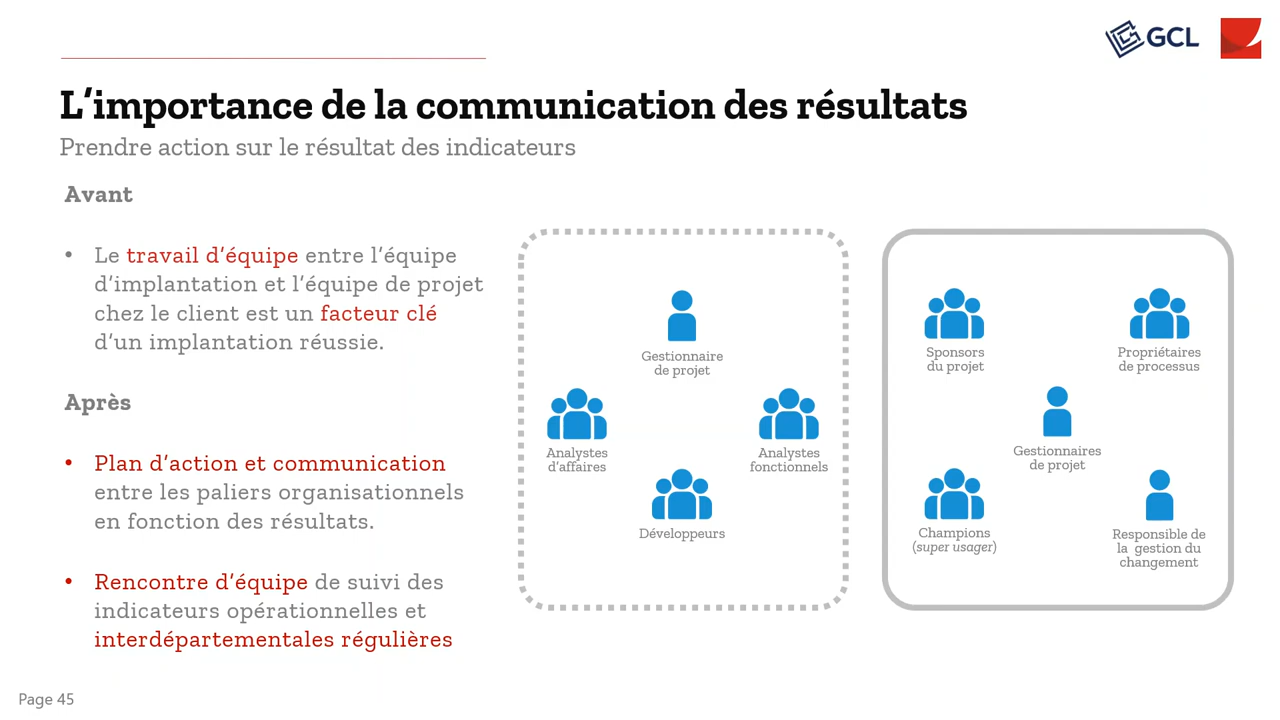 GCL
L'importance de la communication des résultats
Prendre action sur le résultat des indicateurs
Avant
• Le travail d'équipe entre l'équipe
d'implantation et l'équipe de projet
chez le client est un facteur clé
d'un implantation réussie.
Après
• Plan d'action et communication
entre les paliers organisationnels
en fonction des résultats.
• Rencontre d'équipe de suivi des
indicateurs opérationnelles et
interdépartementales régulières
Gestionnaire
de projet
Analystes
d'affaires
Analystes
fonctionnels
Développeurs
Sponsors
du projet
Propriétaires
de processus
Gestionnaires
de projet
Champions
(super usager)
Responsible de
la gestion du
changement
Page 45